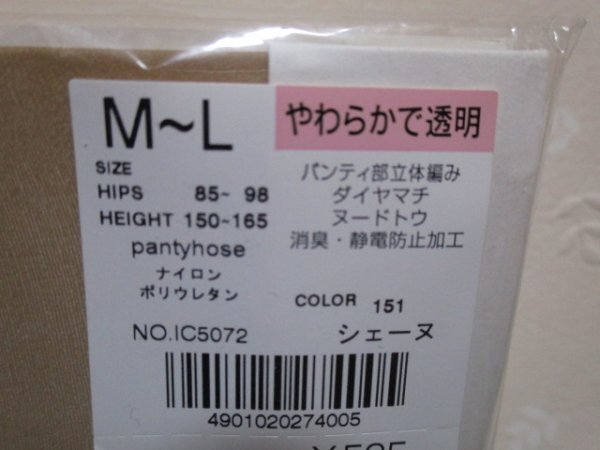 M~L
やわらかで透明
SIZE
HIPS 85~ 98
HEIGHT 150~165
pantyhose
ナイロン
ポリウレタン
パンティ部立体編み
ダイヤマチ
ヌードトウ
消臭・静電防止加工
COLOR 151
NO.IC5072
シェーヌ
4901020274005